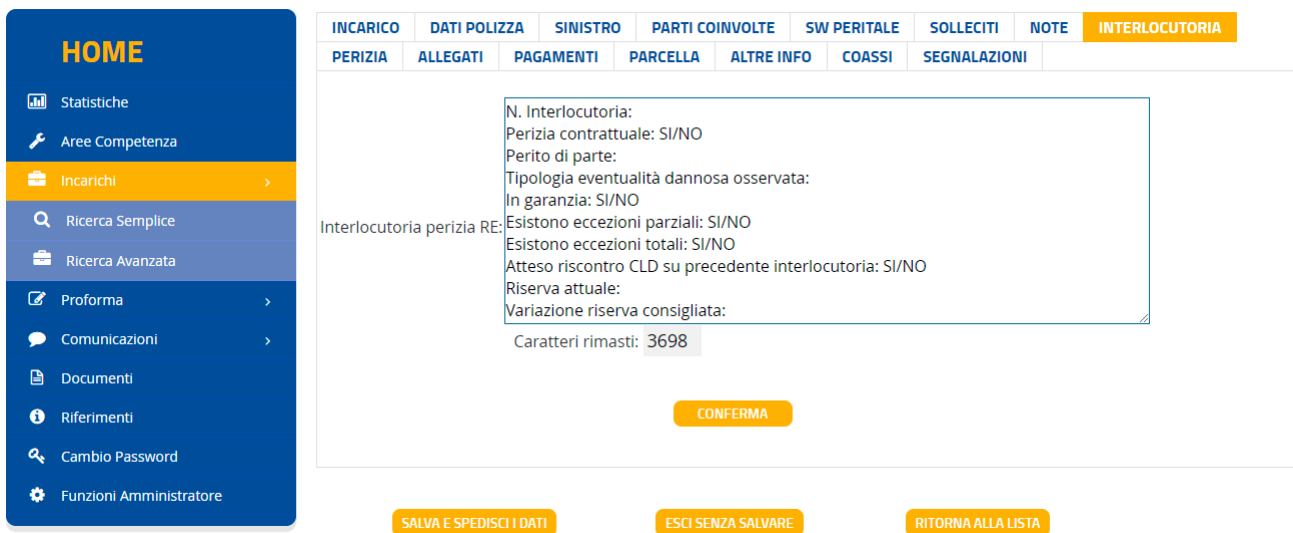 HOME
Statistiche
Aree Competenza
Incarichi
Ricerca Semplice
Ricerca Avanzata
Proforma
Comunicazioni
Documenti
Riferimenti
Cambio Password
Funzioni Amministratore
INCARICO DATI POLIZZA SINISTRO PARTI COINVOLTE SW PERITALE SOLLECITI NOTE INTERLOCUTORIA
PERIZIA ALLEGATI PAGAMENTI PARCELLA ALTRE INFO COASSI SEGNALAZIONI
Interlocutoria perizia RE:
N. Interlocutoria:
Perizia contrattuale: SI/NO
Perito di parte:
Tipologia eventualità dannosa osservata:
In garanzia: SI/NO
Esistono eccezioni parziali: SI/NO
Esistono eccezioni totali: SI/NO
Atteso riscontro CLD su precedente interlocutoria: SI/NO
Riserva attuale:
Variazione riserva consigliata:
Caratteri rimasti: 3698
CONFERMA
SALVA E SPEDISCI I DATI ESCI SENZA SALVARE RITORNA ALLA LISTA